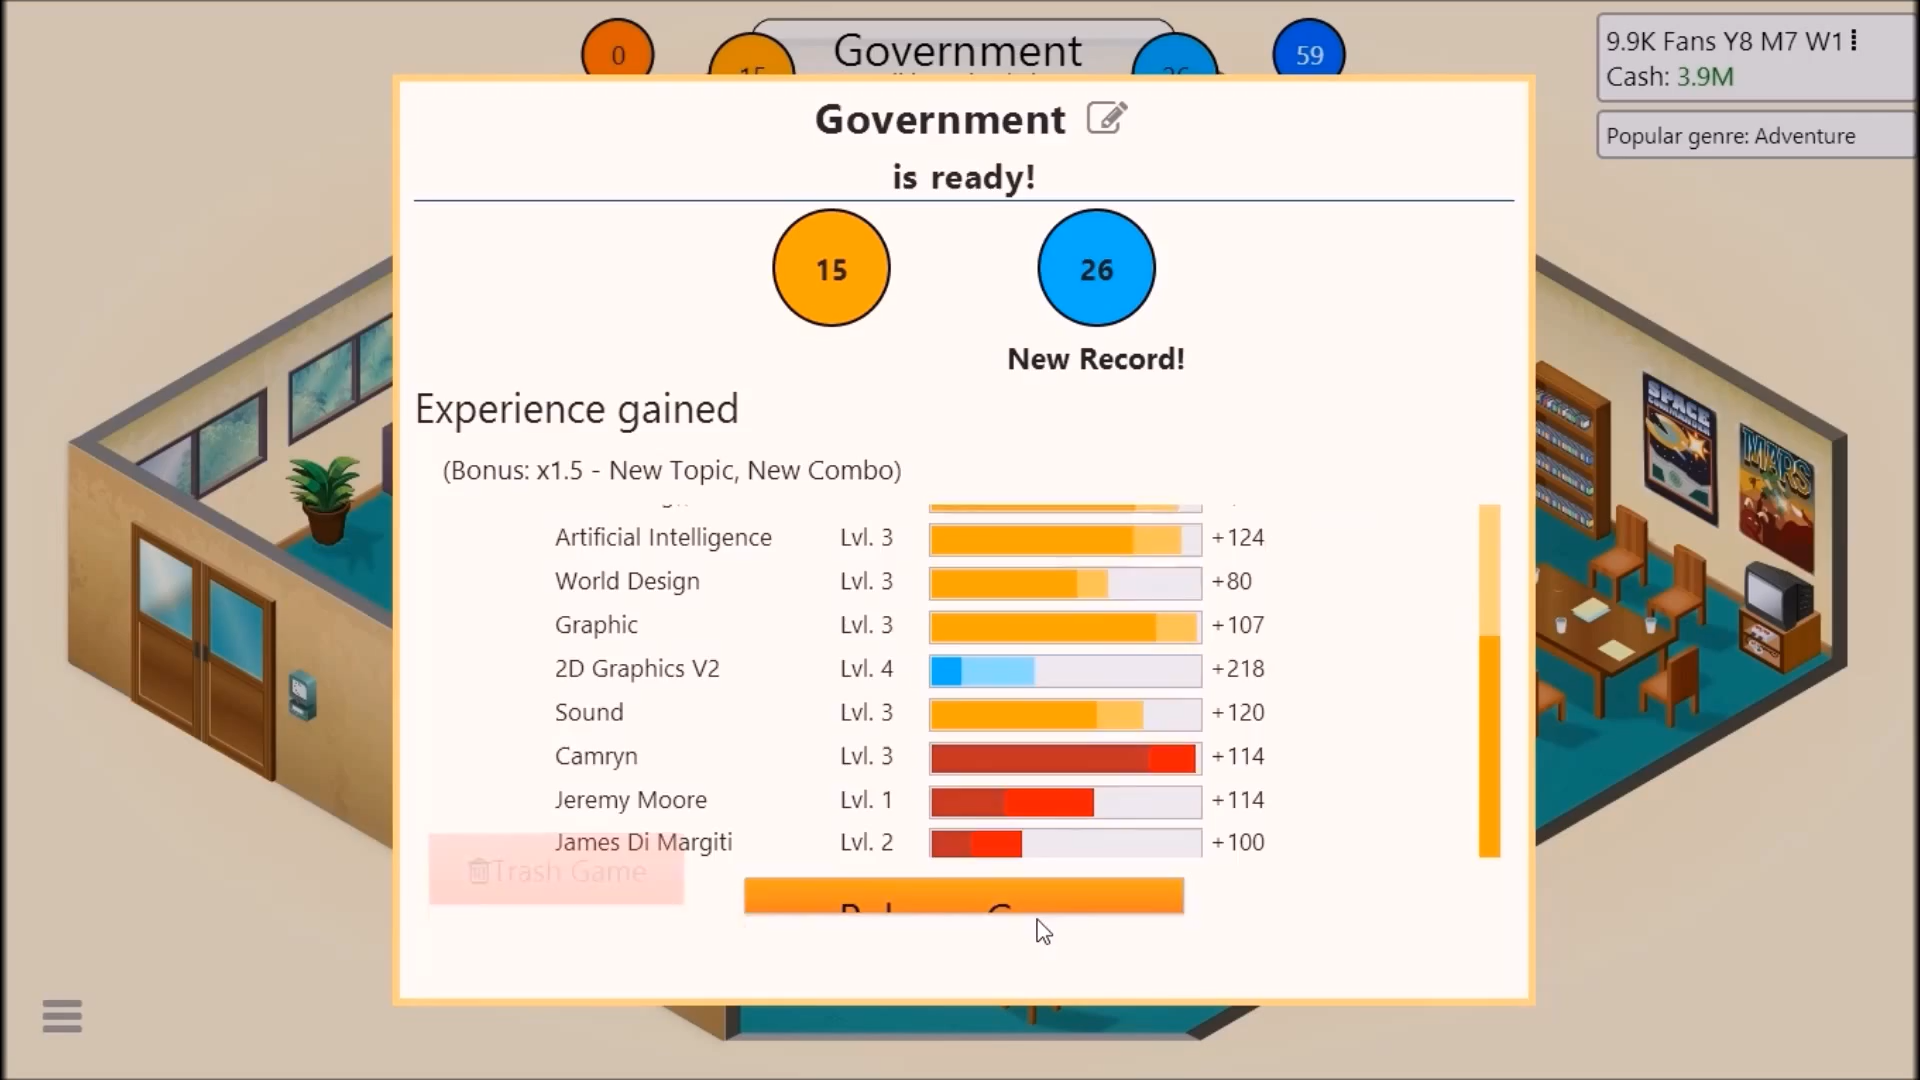 0
Government
59
9.9K Fans Y8 M7 W1
Cash: 3.9M
Popular genre: Adventure
Government
is ready!
15
26
New Record!
Experience gained
(Bonus: x1.5 - New Topic, New Combo)
Artificial Intelligence Lvl. 3 +124
World Design Lvl. 3 +80
Graphic Lvl. 3 +107
2D Graphics V2 Lvl. 4 +218
Sound Lvl. 3 +120
Camryn Lvl. 3 +114
Jeremy Moore Lvl. 1 +114
James Di Margiti Lvl. 2 +100
Trash Game
SPACE
MARS